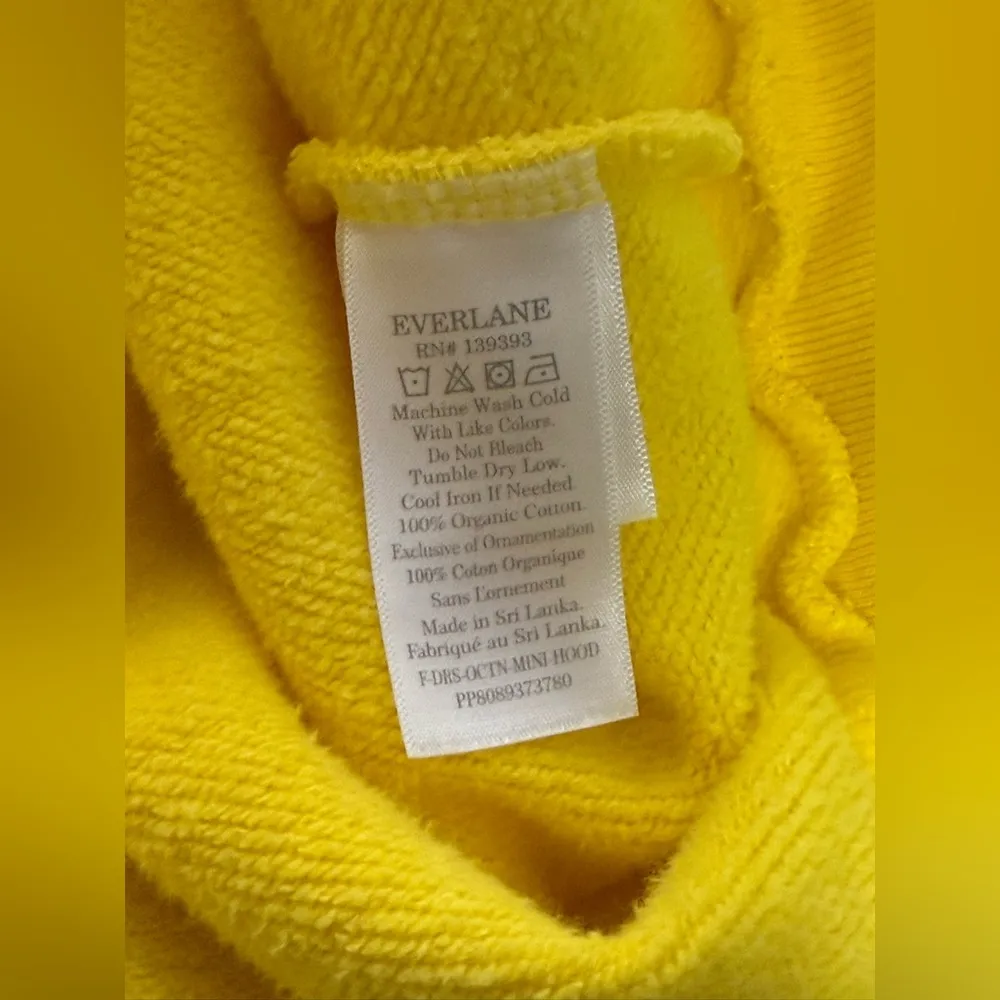 EVERLANE
RN# 139393
Machine Wash Cold
With Like Colors.
Do Not Bleach
Tumble Dry Low.
Cool Iron If Needed.
100% Organic Cotton.
Exclusive of Ornamentation
100% Coton Organique
Sans L'ornement
Made in Sri Lanka.
Fabriqué au Sri Lanka.
F-DRS-OCTN-MINI-HOOD
PP8089373780